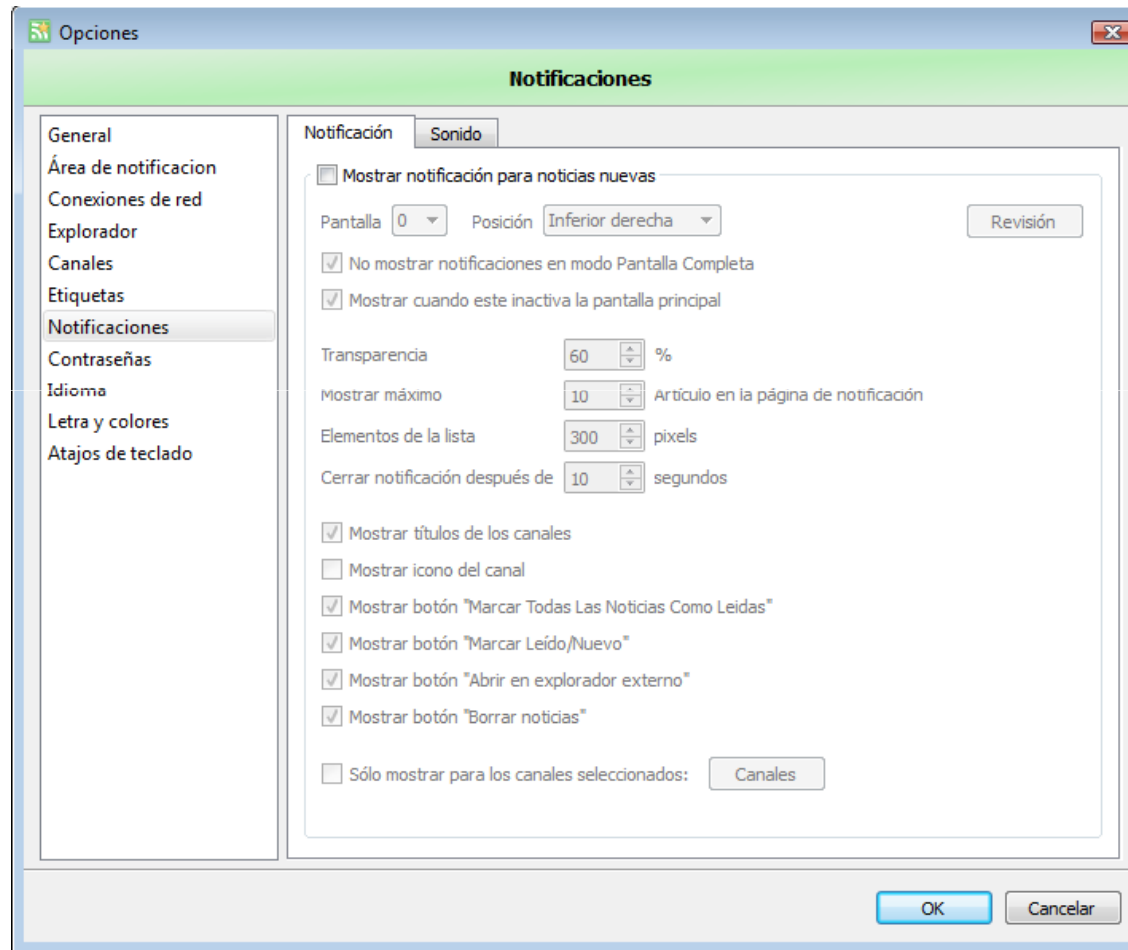 Opciones
Notificaciones
General
Área de notificacion
Conexiones de red
Explorador
Canales
Etiquetas
Notificaciones
Contraseñas
Idioma
Letra y colores
Atajos de teclado
Notificación Sonido
Mostrar notificación para noticias nuevas
Pantalla 0 Posición Inferior derecha Revisión
No mostrar notificaciones en modo Pantalla Completa
Mostrar cuando este inactiva la pantalla principal
Transparencia 60 %
Mostrar máximo 10 Artículo en la página de notificación
Elementos de la lista 300 pixels
Cerrar notificación después de 10 segundos
Mostrar títulos de los canales
Mostrar icono del canal
Mostrar botón "Marcar Todas Las Noticias Como Leidas"
Mostrar botón "Marcar Leído/Nuevo"
Mostrar botón "Abrir en explorador externo"
Mostrar botón "Borrar noticias"
Sólo mostrar para los canales seleccionados: Canales
OK Cancelar